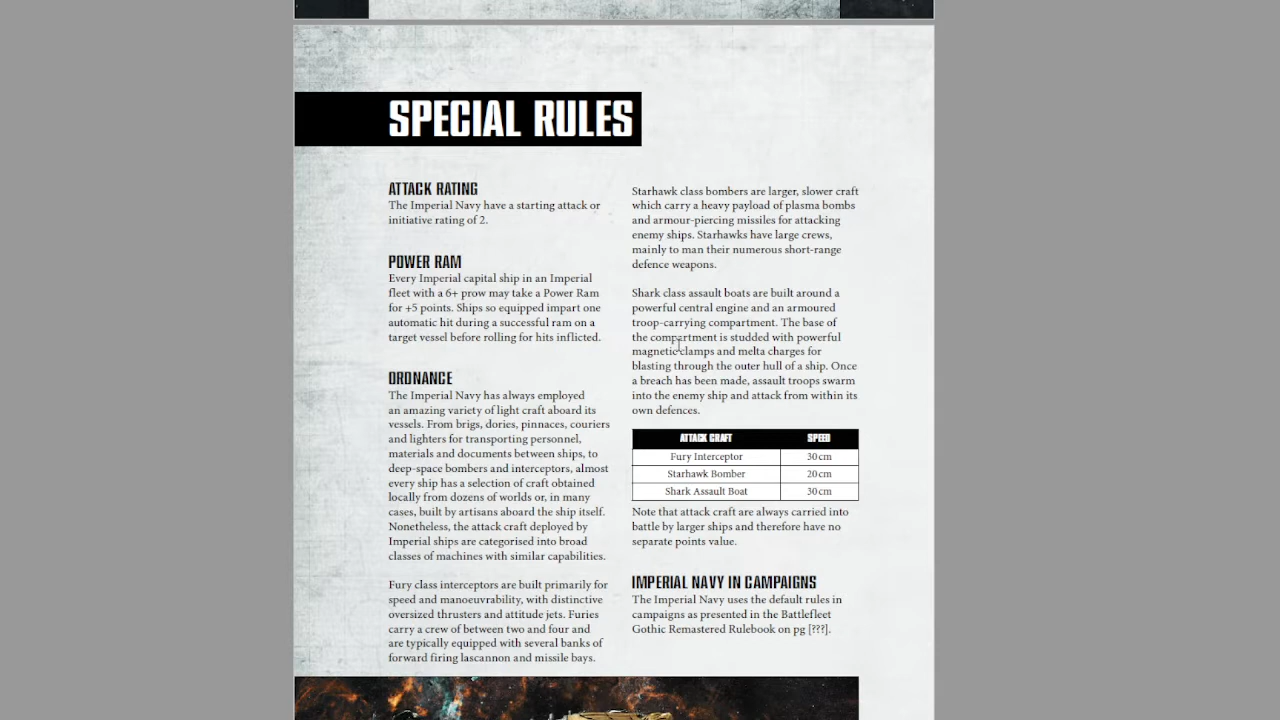 SPECIAL RULES
ATTACK RATING
The Imperial Navy have a starting attack or
initiative rating of 2.
POWER RAM
Every Imperial capital ship in an Imperial
fleet with a 6+ prow may take a Power Ram
for +5 points. Ships so equipped impart one
automatic hit during a successful ram on a
target vessel before rolling for hits inflicted.
ORDNANCE
The Imperial Navy has always employed
an amazing variety of light craft aboard its
vessels. From brigs, dories, pinnaces, couriers
and lighters for transporting personnel,
materials and documents between ships, to
deep-space bombers and interceptors, almost
every ship has a selection of craft obtained
locally from dozens of worlds or, in many
cases, built by artisans aboard the ship itself.
Nonetheless, the attack craft deployed by
Imperial ships are categorised into broad
classes of machines with similar capabilities.
Fury class interceptors are built primarily for
speed and manoeuvrability, with distinctive
oversized thrusters and attitude jets. Furies
carry a crew of between two and four and
are typically equipped with several banks of
forward firing lascannon and missile bays.
Starhawk class bombers are larger, slower craft
which carry a heavy payload of plasma bombs
and armour-piercing missiles for attacking
enemy ships. Starhawks have large crews,
mainly to man their numerous short-range
defence weapons.
Shark class assault boats are built around a
powerful central engine and an armoured
troop-carrying compartment. The base of
the compartment is studded with powerful
magnetic clamps and melta charges for
blasting through the outer hull of a ship. Once
a breach has been made, assault troops swarm
into the enemy ship and attack from within its
own defences.
ATTACK CRAFT SPEED
Fury Interceptor 30 cm
Starhawk Bomber 20 cm
Shark Assault Boat 30 cm
Note that attack craft are always carried into
battle by larger ships and therefore have no
separate points value.
IMPERIAL NAVY IN CAMPAIGNS
The Imperial Navy uses the default rules in
campaigns as presented in the Battlefleet
Gothic Remastered Rulebook on pg [???].